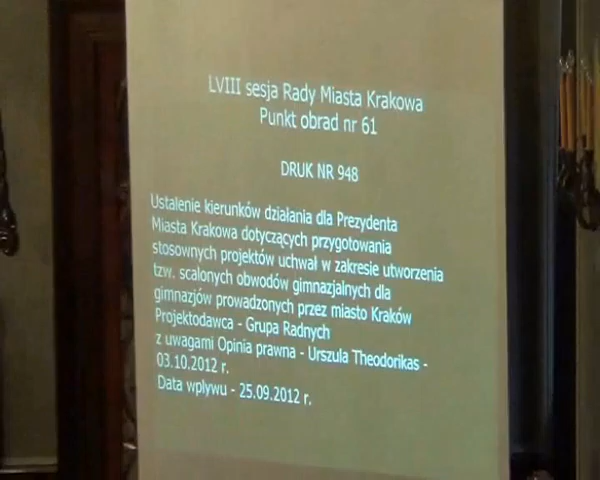 LVIII sesja Rady Miasta Krakowa
Punkt obrad nr 61
DRUK NR 948
Ustalenie kierunków działania dla Prezydenta
Miasta Krakowa dotyczących przygotowania
stosownych projektów uchwał w zakresie utworzenia
tzw. scalonych obwodów gimnazjalnych dla
gimnazjów prowadzonych przez miasto Kraków
Projektodawca - Grupa Radnych
z uwagami Opinia prawna - Urszula Theodorikas -
03.10.2012 r.
Data wplywu - 25.09.2012 r.